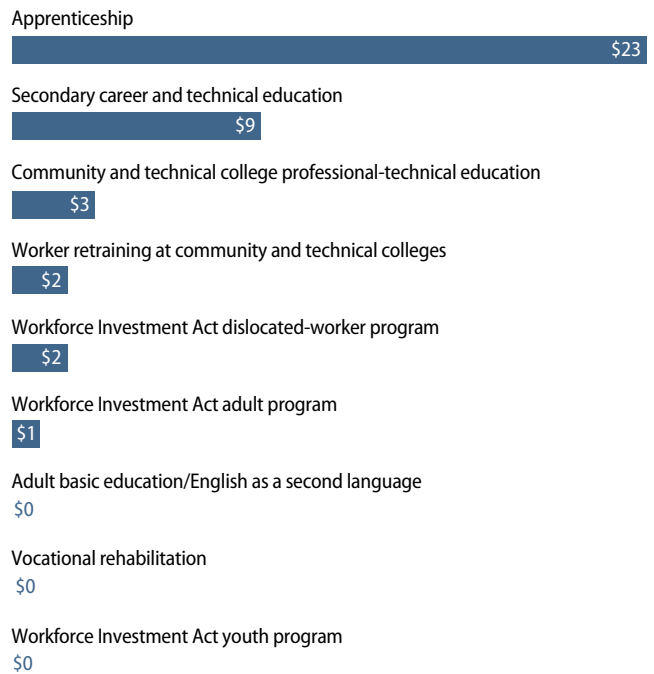 Apprenticeship
$23
Secondary career and technical education
$9
Community and technical college professional-technical education
$3
Worker retraining at community and technical colleges
$2
Workforce Investment Act dislocated-worker program
$2
Workforce Investment Act adult program
$1
Adult basic education/English as a second language
$0
Vocational rehabilitation
$0
Workforce Investment Act youth program
$0